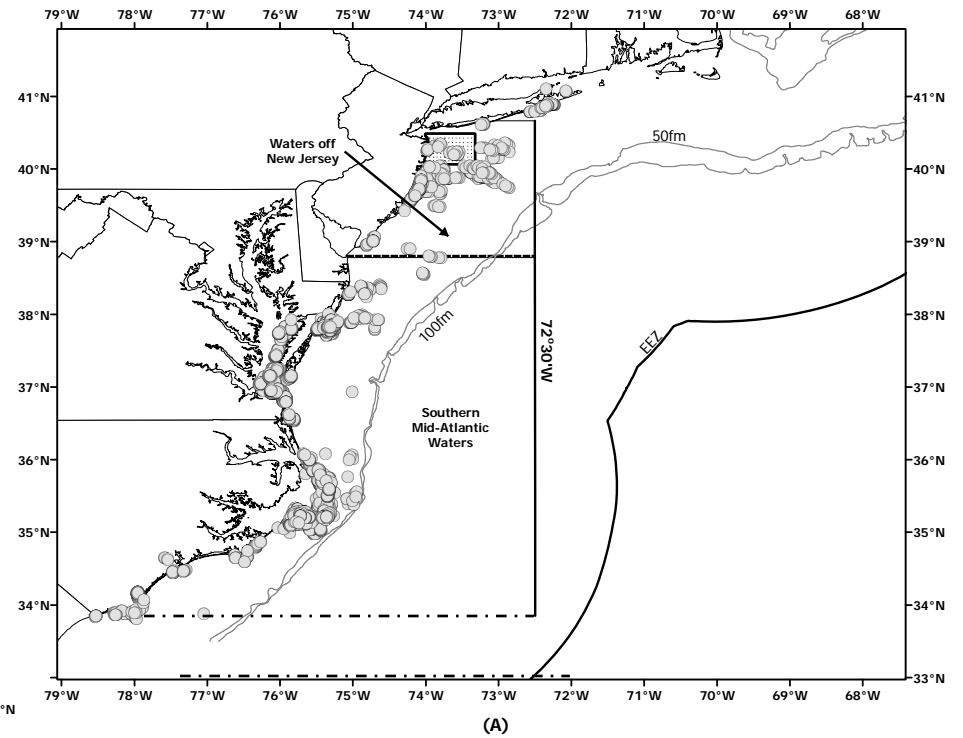 79°W 78°W 77°W 76°W 75°W 74°W 73°W 72°W 71°W 70°W 69°W 68°W
41°N 41°N
50fm
Waters off
New Jersey
40°N 40°N
39°N 39°N
38°N 38°N
100fm
72°30'W
EEZ
37°N 37°N
Southern
Mid-Atlantic
Waters
36°N 36°N
35°N 35°N
34°N 34°N
33°N
79°W 78°W 77°W 76°W 75°W 74°W 73°W 72°W 71°W 70°W 69°W 68°W
°N
(A)